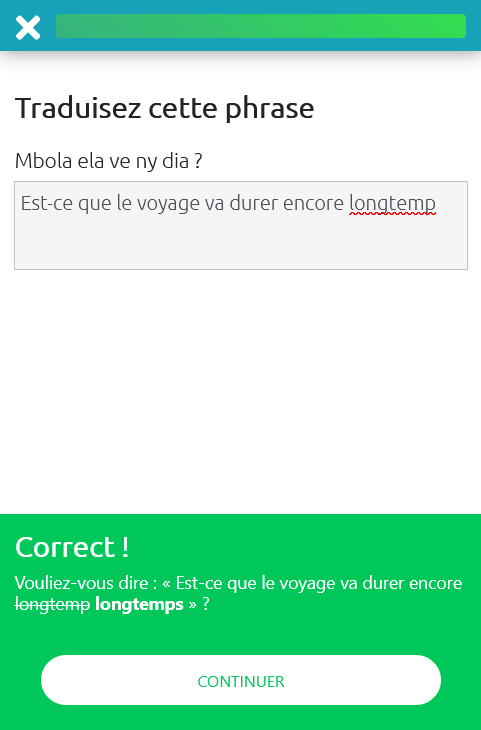 Traduisez cette phrase
Mbola ela ve ny dia ?
Est-ce que le voyage va durer encore longtemp
Correct !
Vouliez-vous dire : « Est-ce que le voyage va durer encore
longtemp longtemps » ?
CONTINUER